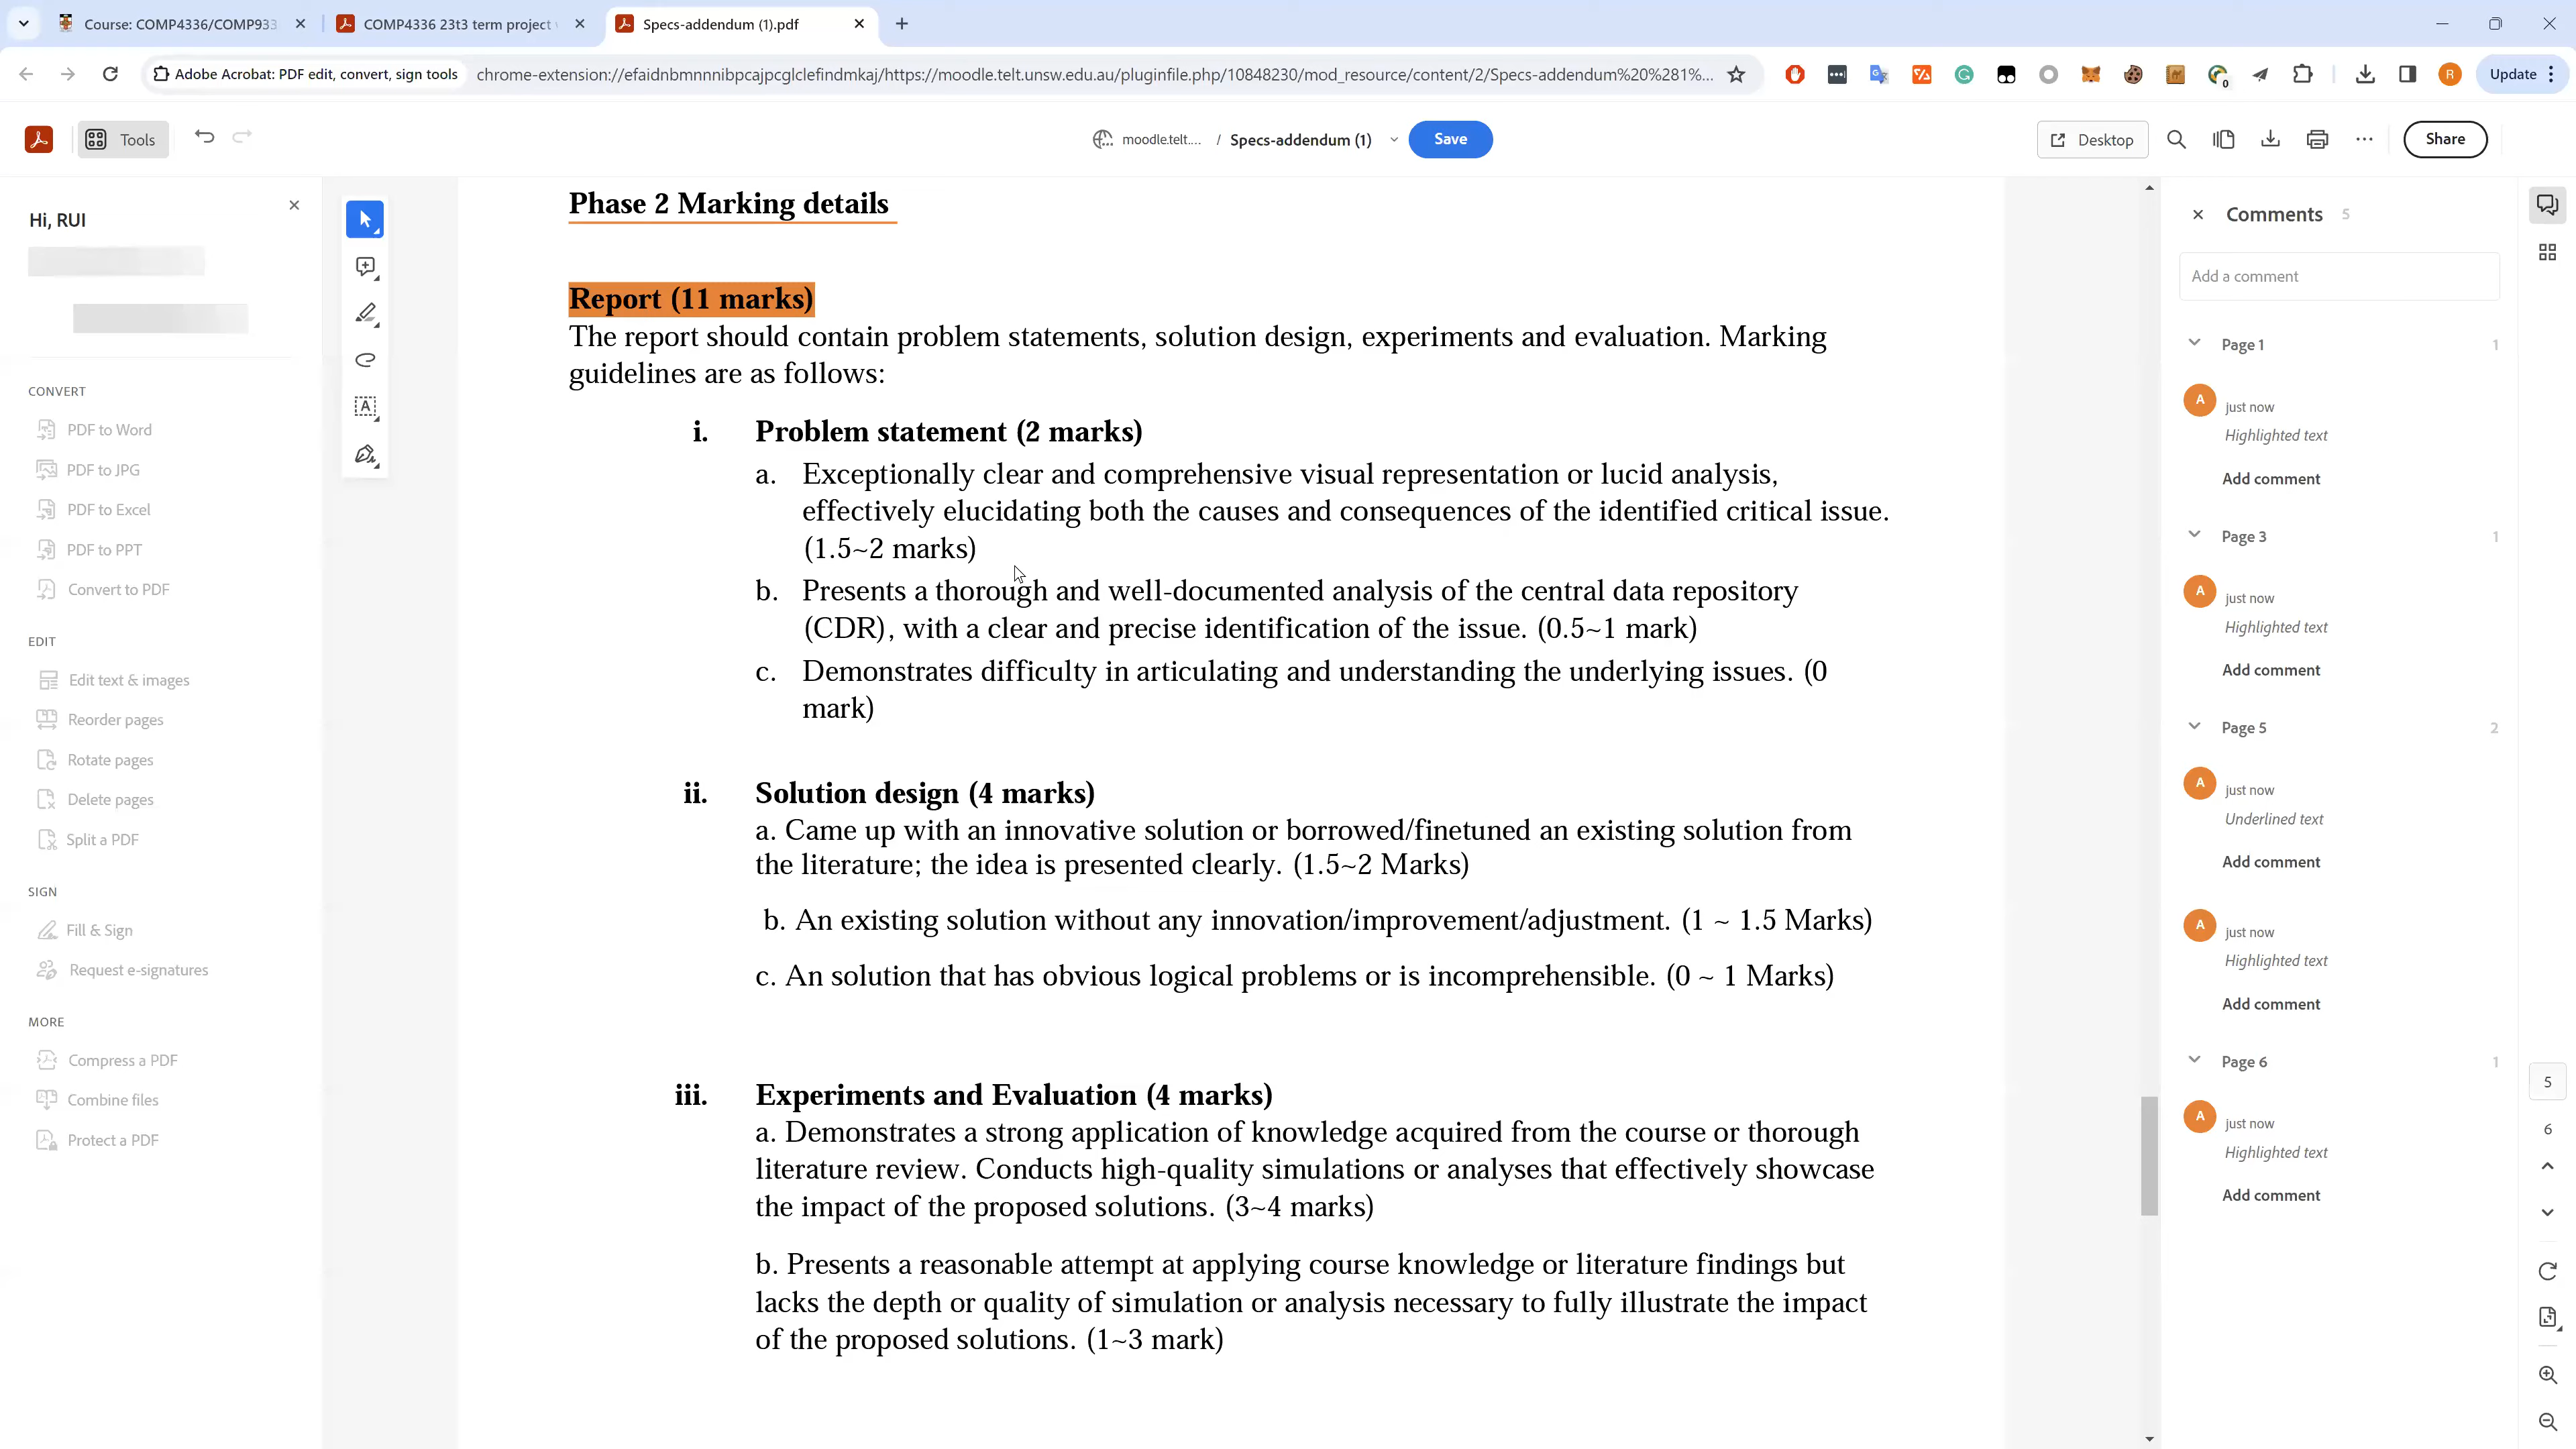 Course: COMP4336/COMP933
COMP4336 23t3 term project
Specs-addendum (1).pdf
Adobe Acrobat: PDF edit, convert, sign tools
chrome-extension://efaidnbmnnnibpcajpcglclefindmkaj/https://moodle.telt.unsw.edu.au/pluginfile.php/10848230/mod_resource/content/2/Specs-addendum%20%281%...
0
R
Update
Tools
moodle.telt.... / Specs-addendum (1)
Save
Desktop
Share
Hi, RUI
CONVERT
PDF to Word
PDF to JPG
PDF to Excel
PDF to PPT
Convert to PDF
EDIT
Edit text & images
Reorder pages
Rotate pages
Delete pages
Split a PDF
SIGN
Fill & Sign
Request e-signatures
MORE
Compress a PDF
Combine files
Protect a PDF
Phase 2 Marking details
Report (11 marks)
The report should contain problem statements, solution design, experiments and evaluation. Marking
guidelines are as follows:
i. Problem statement (2 marks)
a. Exceptionally clear and comprehensive visual representation or lucid analysis,
effectively elucidating both the causes and consequences of the identified critical issue.
(1.5~2 marks)
b. Presents a thorough and well-documented analysis of the central data repository
(CDR), with a clear and precise identification of the issue. (0.5~1 mark)
c. Demonstrates difficulty in articulating and understanding the underlying issues. (0
mark)
ii. Solution design (4 marks)
a. Came up with an innovative solution or borrowed/finetuned an existing solution from
the literature; the idea is presented clearly. (1.5~2 Marks)
b. An existing solution without any innovation/improvement/adjustment. (1 ~ 1.5 Marks)
c. An solution that has obvious logical problems or is incomprehensible. (0 ~ 1 Marks)
iii. Experiments and Evaluation (4 marks)
a. Demonstrates a strong application of knowledge acquired from the course or thorough
literature review. Conducts high-quality simulations or analyses that effectively showcase
the impact of the proposed solutions. (3~4 marks)
b. Presents a reasonable attempt at applying course knowledge or literature findings but
lacks the depth or quality of simulation or analysis necessary to fully illustrate the impact
of the proposed solutions. (1~3 mark)
Comments 5
Add a comment
Page 1 1
A
just now
Highlighted text
Add comment
Page 3 1
A
just now
Highlighted text
Add comment
Page 5 2
A
just now
Underlined text
Add comment
A
just now
Highlighted text
Add comment
Page 6 1
A
just now
Highlighted text
Add comment
5
6